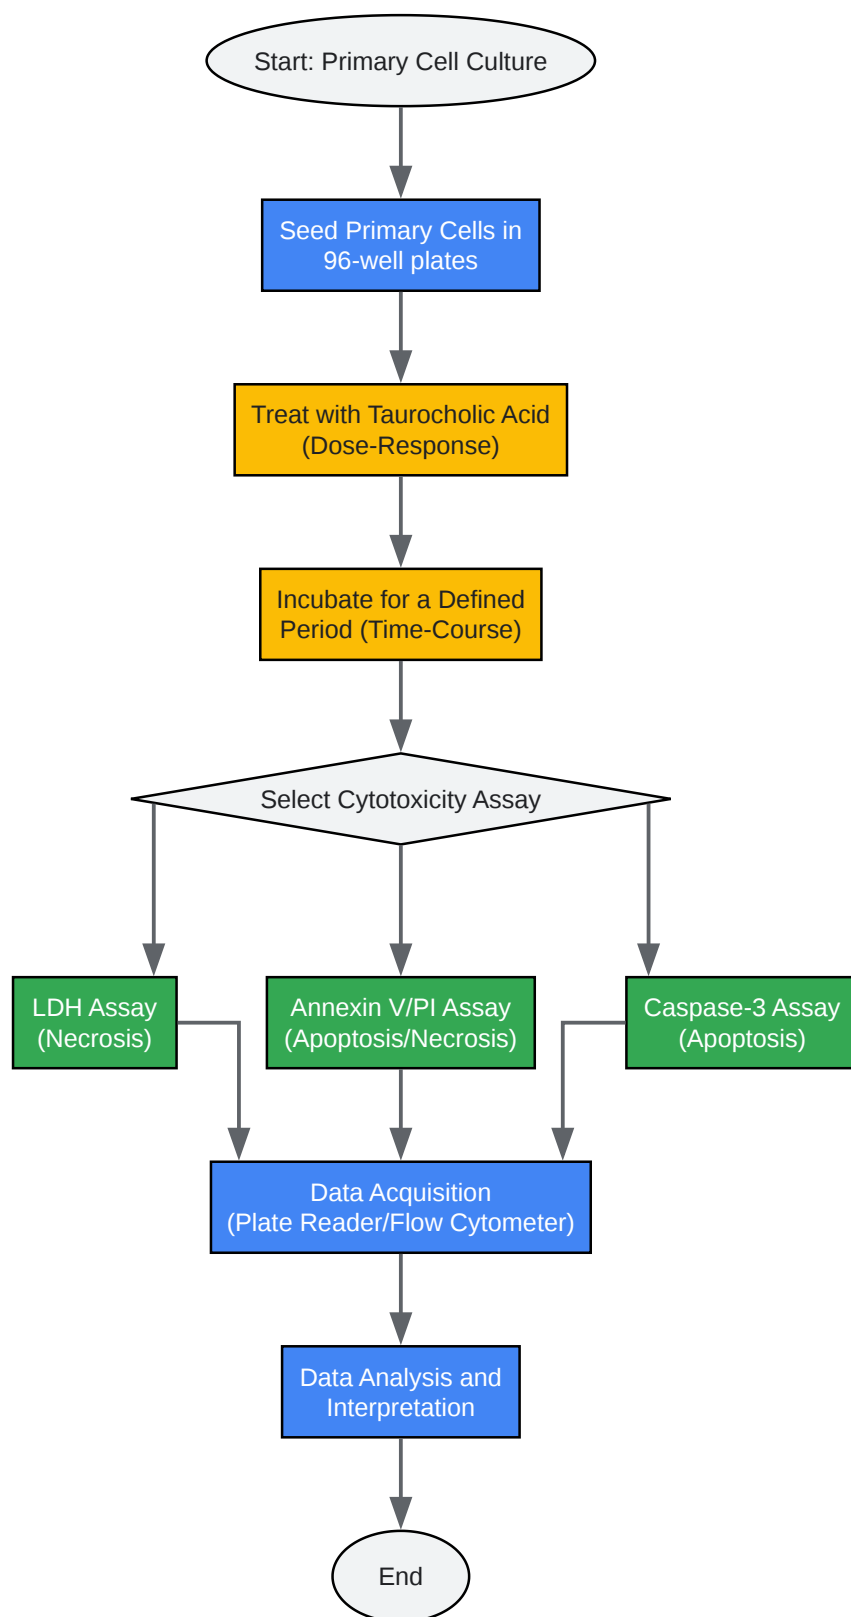 Start: Primary Cell Culture
Seed Primary Cells in
96-well plates
Treat with Taurocholic Acid
(Dose-Response)
Incubate for a Defined
Period (Time-Course)
Select Cytotoxicity Assay
LDH Assay
(Necrosis)
Annexin V/PI Assay
(Apoptosis/Necrosis)
Caspase-3 Assay
(Apoptosis)
Data Acquisition
(Plate Reader/Flow Cytometer)
Data Analysis and
Interpretation
End